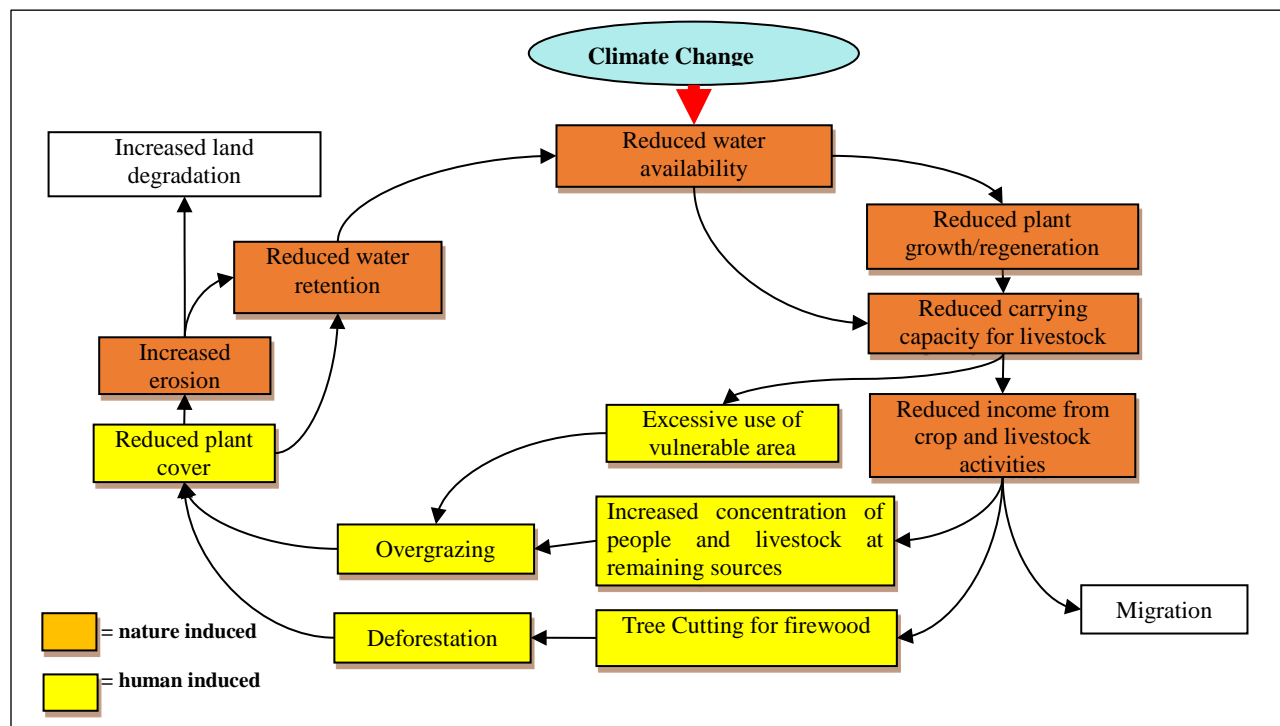 Climate Change
Reduced water
availability
Increased land
degradation
Reduced plant
growth/regeneration
Reduced water
retention
Reduced carrying
capacity for livestock
Increased
erosion
Reduced income from
crop and livestock
activities
Excessive use of
vulnerable area
Reduced plant
cover
Increased concentration of
people and livestock at
remaining sources
Overgrazing
Migration
Tree Cutting for firewood
Deforestation
= nature induced
= human induced